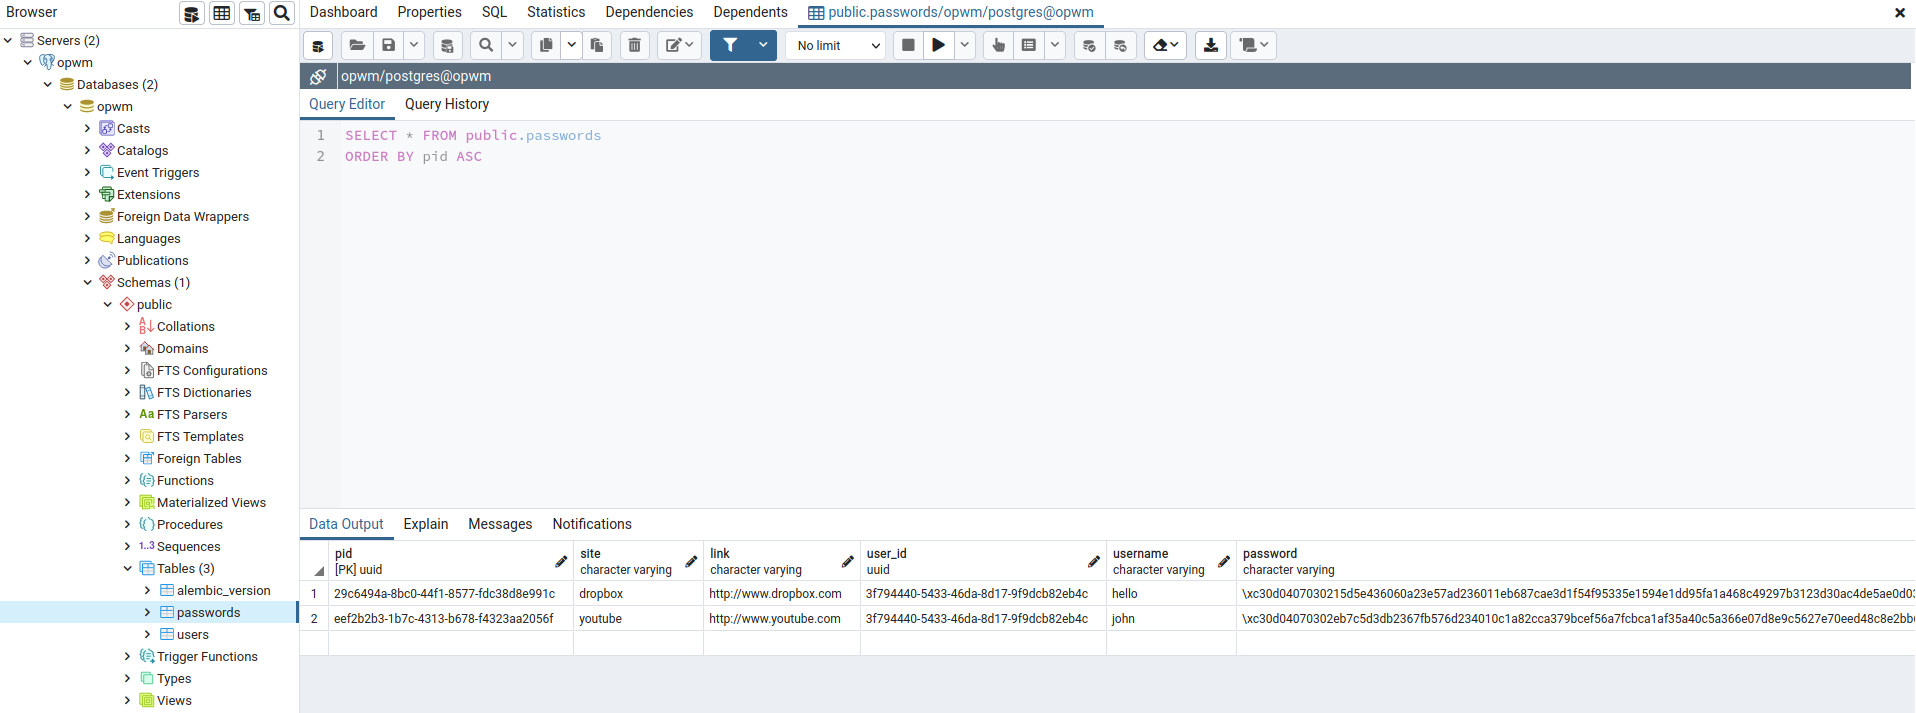 Browser
Dashboard Properties SQL Statistics Dependencies Dependents public.passwords/opwm/postgres@opwm
Servers (2)
opwm
Databases (2)
opwm
Casts
Catalogs
Event Triggers
Extensions
Foreign Data Wrappers
Languages
Publications
Schemas (1)
public
Collations
Domains
FTS Configurations
FTS Dictionaries
Aa FTS Parsers
FTS Templates
Foreign Tables
Functions
Materialized Views
Procedures
1..3 Sequences
Tables (3)
alembic_version
passwords
users
Trigger Functions
Types
Views
No limit
opwm/postgres@opwm
Query Editor Query History
1 SELECT * FROM public.passwords
2 ORDER BY pid ASC
Data Output Explain Messages Notifications
pid site link user_id username password
[PK] uuid character varying character varying uuid character varying character varying
1 29c6494a-8bc0-44f1-8577-fdc38d8e991c dropbox http://www.dropbox.com 3f794440-5433-46da-8d17-9f9dcb82eb4c hello \xc30d0407030215d5e436060a23e57ad236011eb687cae3d1f54f95335e1594e1dd95fa1a468c49297b3123d30ac4de5ae0d03
2 eef2b2b3-1b7c-4313-b678-f4323aa2056f youtube http://www.youtube.com 3f794440-5433-46da-8d17-9f9dcb82eb4c john \xc30d04070302eb7c5d3db2367fb576d234010c1a82cca379bcef56a7fcbca1af35a40c5a366e07d8e9c5627e70eed48c8e2bb